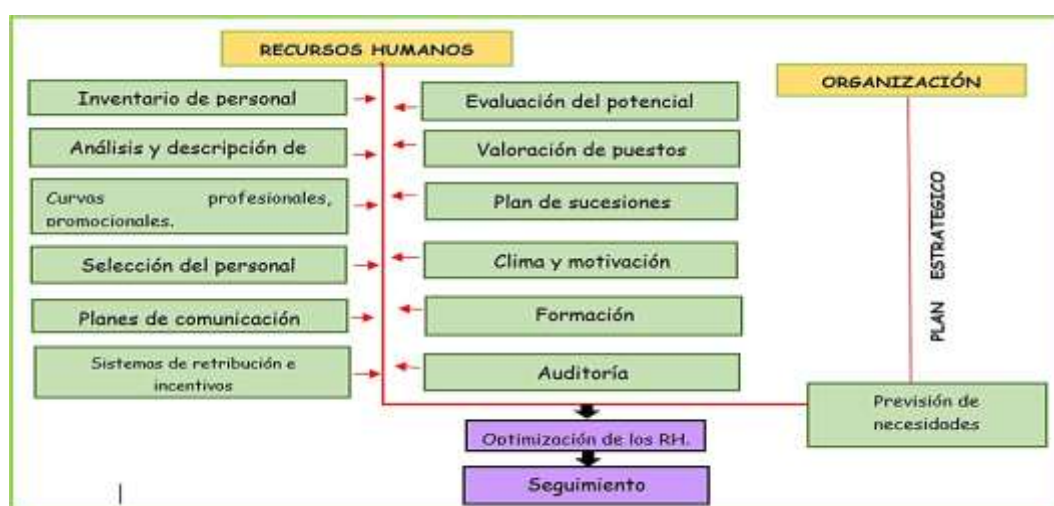 RECURSOS HUMANOS
Inventario de personal
Análisis y descripción de
Curvas profesionales,
promocionales.
Selección del personal
Planes de comunicación
Sistemas de retribución e
incentivos
Evaluación del potencial
Valoración de puestos
Plan de sucesiones
Clima y motivación
Formación
Auditoría
ORGANIZACIÓN
PLAN ESTRATEGICO
Previsión de
necesidades
Optimización de los RH.
Seguimiento